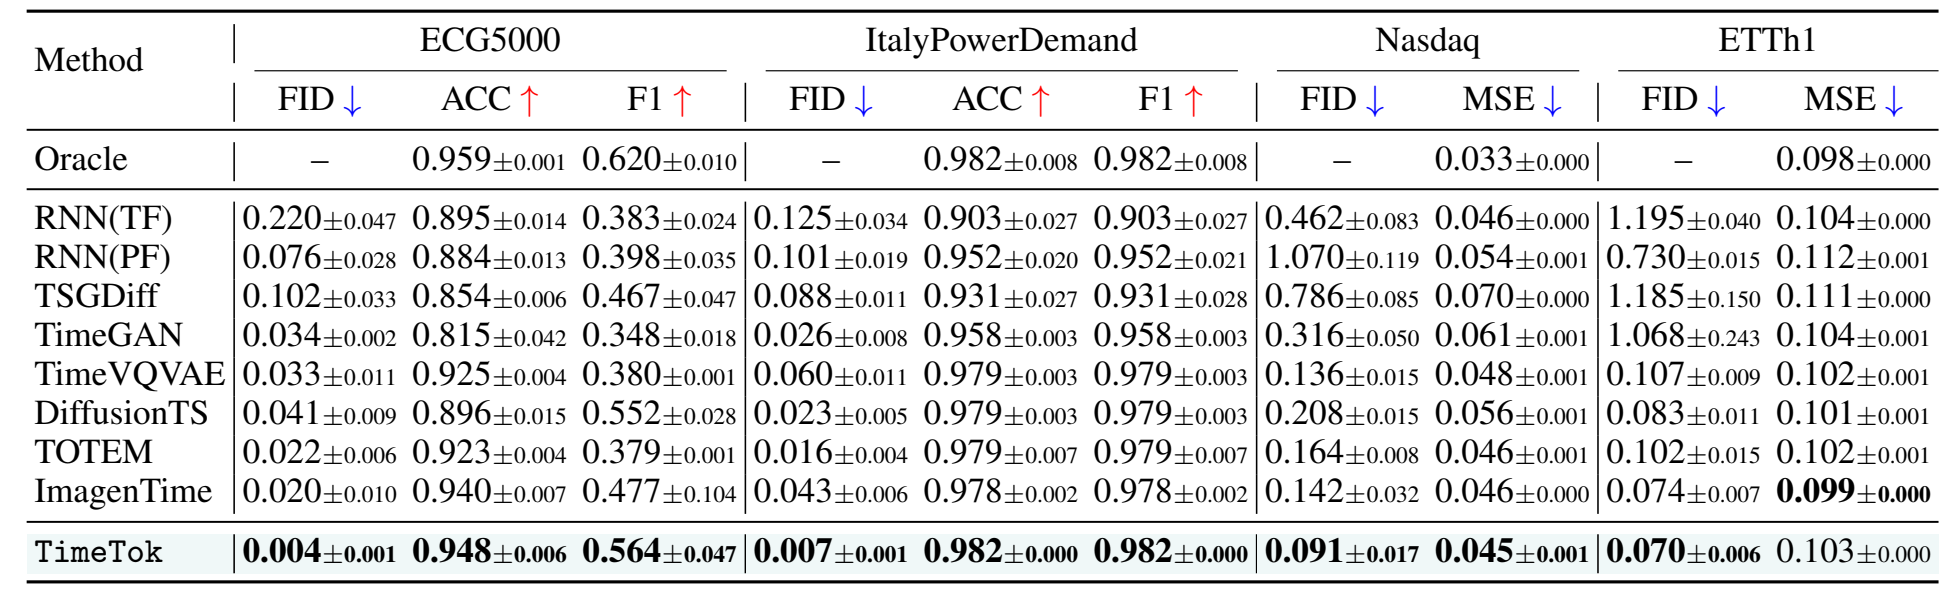 Method ECG5000 ItalyPowerDemand Nasdaq ETTh1
FID ↓ ACC ↑ F1 ↑ FID ↓ ACC ↑ F1 ↑ FID ↓ MSE ↓ FID ↓ MSE ↓
Oracle – 0.959±0.001 0.620±0.010 – 0.982±0.008 0.982±0.008 – 0.033±0.000 – 0.098±0.000
RNN(TF) 0.220±0.047 0.895±0.014 0.383±0.024 0.125±0.034 0.903±0.027 0.903±0.027 0.462±0.083 0.046±0.000 1.195±0.040 0.104±0.000
RNN(PF) 0.076±0.028 0.884±0.013 0.398±0.035 0.101±0.019 0.952±0.020 0.952±0.021 1.070±0.119 0.054±0.001 0.730±0.015 0.112±0.001
TSGDiff 0.102±0.033 0.854±0.006 0.467±0.047 0.088±0.011 0.931±0.027 0.931±0.028 0.786±0.085 0.070±0.000 1.185±0.150 0.111±0.000
TimeGAN 0.034±0.002 0.815±0.042 0.348±0.018 0.026±0.008 0.958±0.003 0.958±0.003 0.316±0.050 0.061±0.001 1.068±0.243 0.104±0.001
TimeVQVAE 0.033±0.011 0.925±0.004 0.380±0.001 0.060±0.011 0.979±0.003 0.979±0.003 0.136±0.015 0.048±0.001 0.107±0.009 0.102±0.001
DiffusionTS 0.041±0.009 0.896±0.015 0.552±0.028 0.023±0.005 0.979±0.003 0.979±0.003 0.208±0.015 0.056±0.001 0.083±0.011 0.101±0.001
TOTEM 0.022±0.006 0.923±0.004 0.379±0.001 0.016±0.004 0.979±0.007 0.979±0.007 0.164±0.008 0.046±0.001 0.102±0.015 0.102±0.001
ImagenTime 0.020±0.010 0.940±0.007 0.477±0.104 0.043±0.006 0.978±0.002 0.978±0.002 0.142±0.032 0.046±0.000 0.074±0.007 0.099±0.000
TimeTok 0.004±0.001 0.948±0.006 0.564±0.047 0.007±0.001 0.982±0.000 0.982±0.000 0.091±0.017 0.045±0.001 0.070±0.006 0.103±0.000